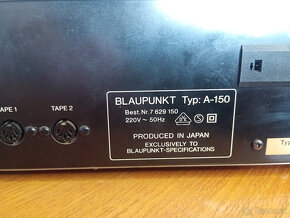 TAPE 1
TAPE 2
BLAUPUNKT Typ: A-150
Best.Nr 7 629 150
220V ~ 50Hz
PRODUCED IN JAPAN
EXCLUSIVELY TO
BLAUPUNKT-SPECIFICATIONS
Typ